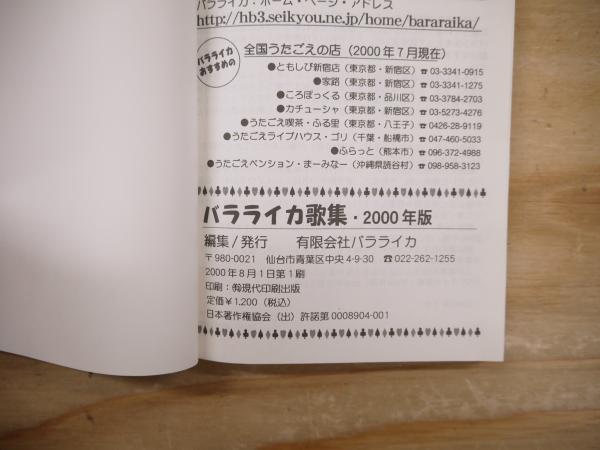 バラライカ:ホーム・ページ・アドレス
http://hb3.seikyou.ne.jp/home/bararaika/
バラライカおすすめの
全国うたごえの店(2000年7月現在)
●ともしび新宿店(東京都・新宿区)☎03-3341-0915
●家路(東京都・新宿区)☎03-3341-1275
●ころぽっくる(東京都・品川区)☎03-3784-2703
●カチューシャ(東京都・新宿区)☎03-5273-4276
●うたごえ喫茶・ふる里(東京都・八王子)☎0426-28-9119
●うたごえライブハウス・ゴリ(千葉・船橋市)☎047-460-5033
●ふらっと(熊本市)☎096-372-4988
●うたごえペンション・まーみなー(沖縄県読谷村)☎098-958-3123
バラライカ歌集・2000年版
編集/発行 有限会社バラライカ
〒980-0021 仙台市青葉区中央4-9-30 ☎022-262-1255
2000年8月1日第1刷
印刷:㈲現代印刷出版
定価¥1,200(税込)
日本著作権協会(出)許諾第0008904-001